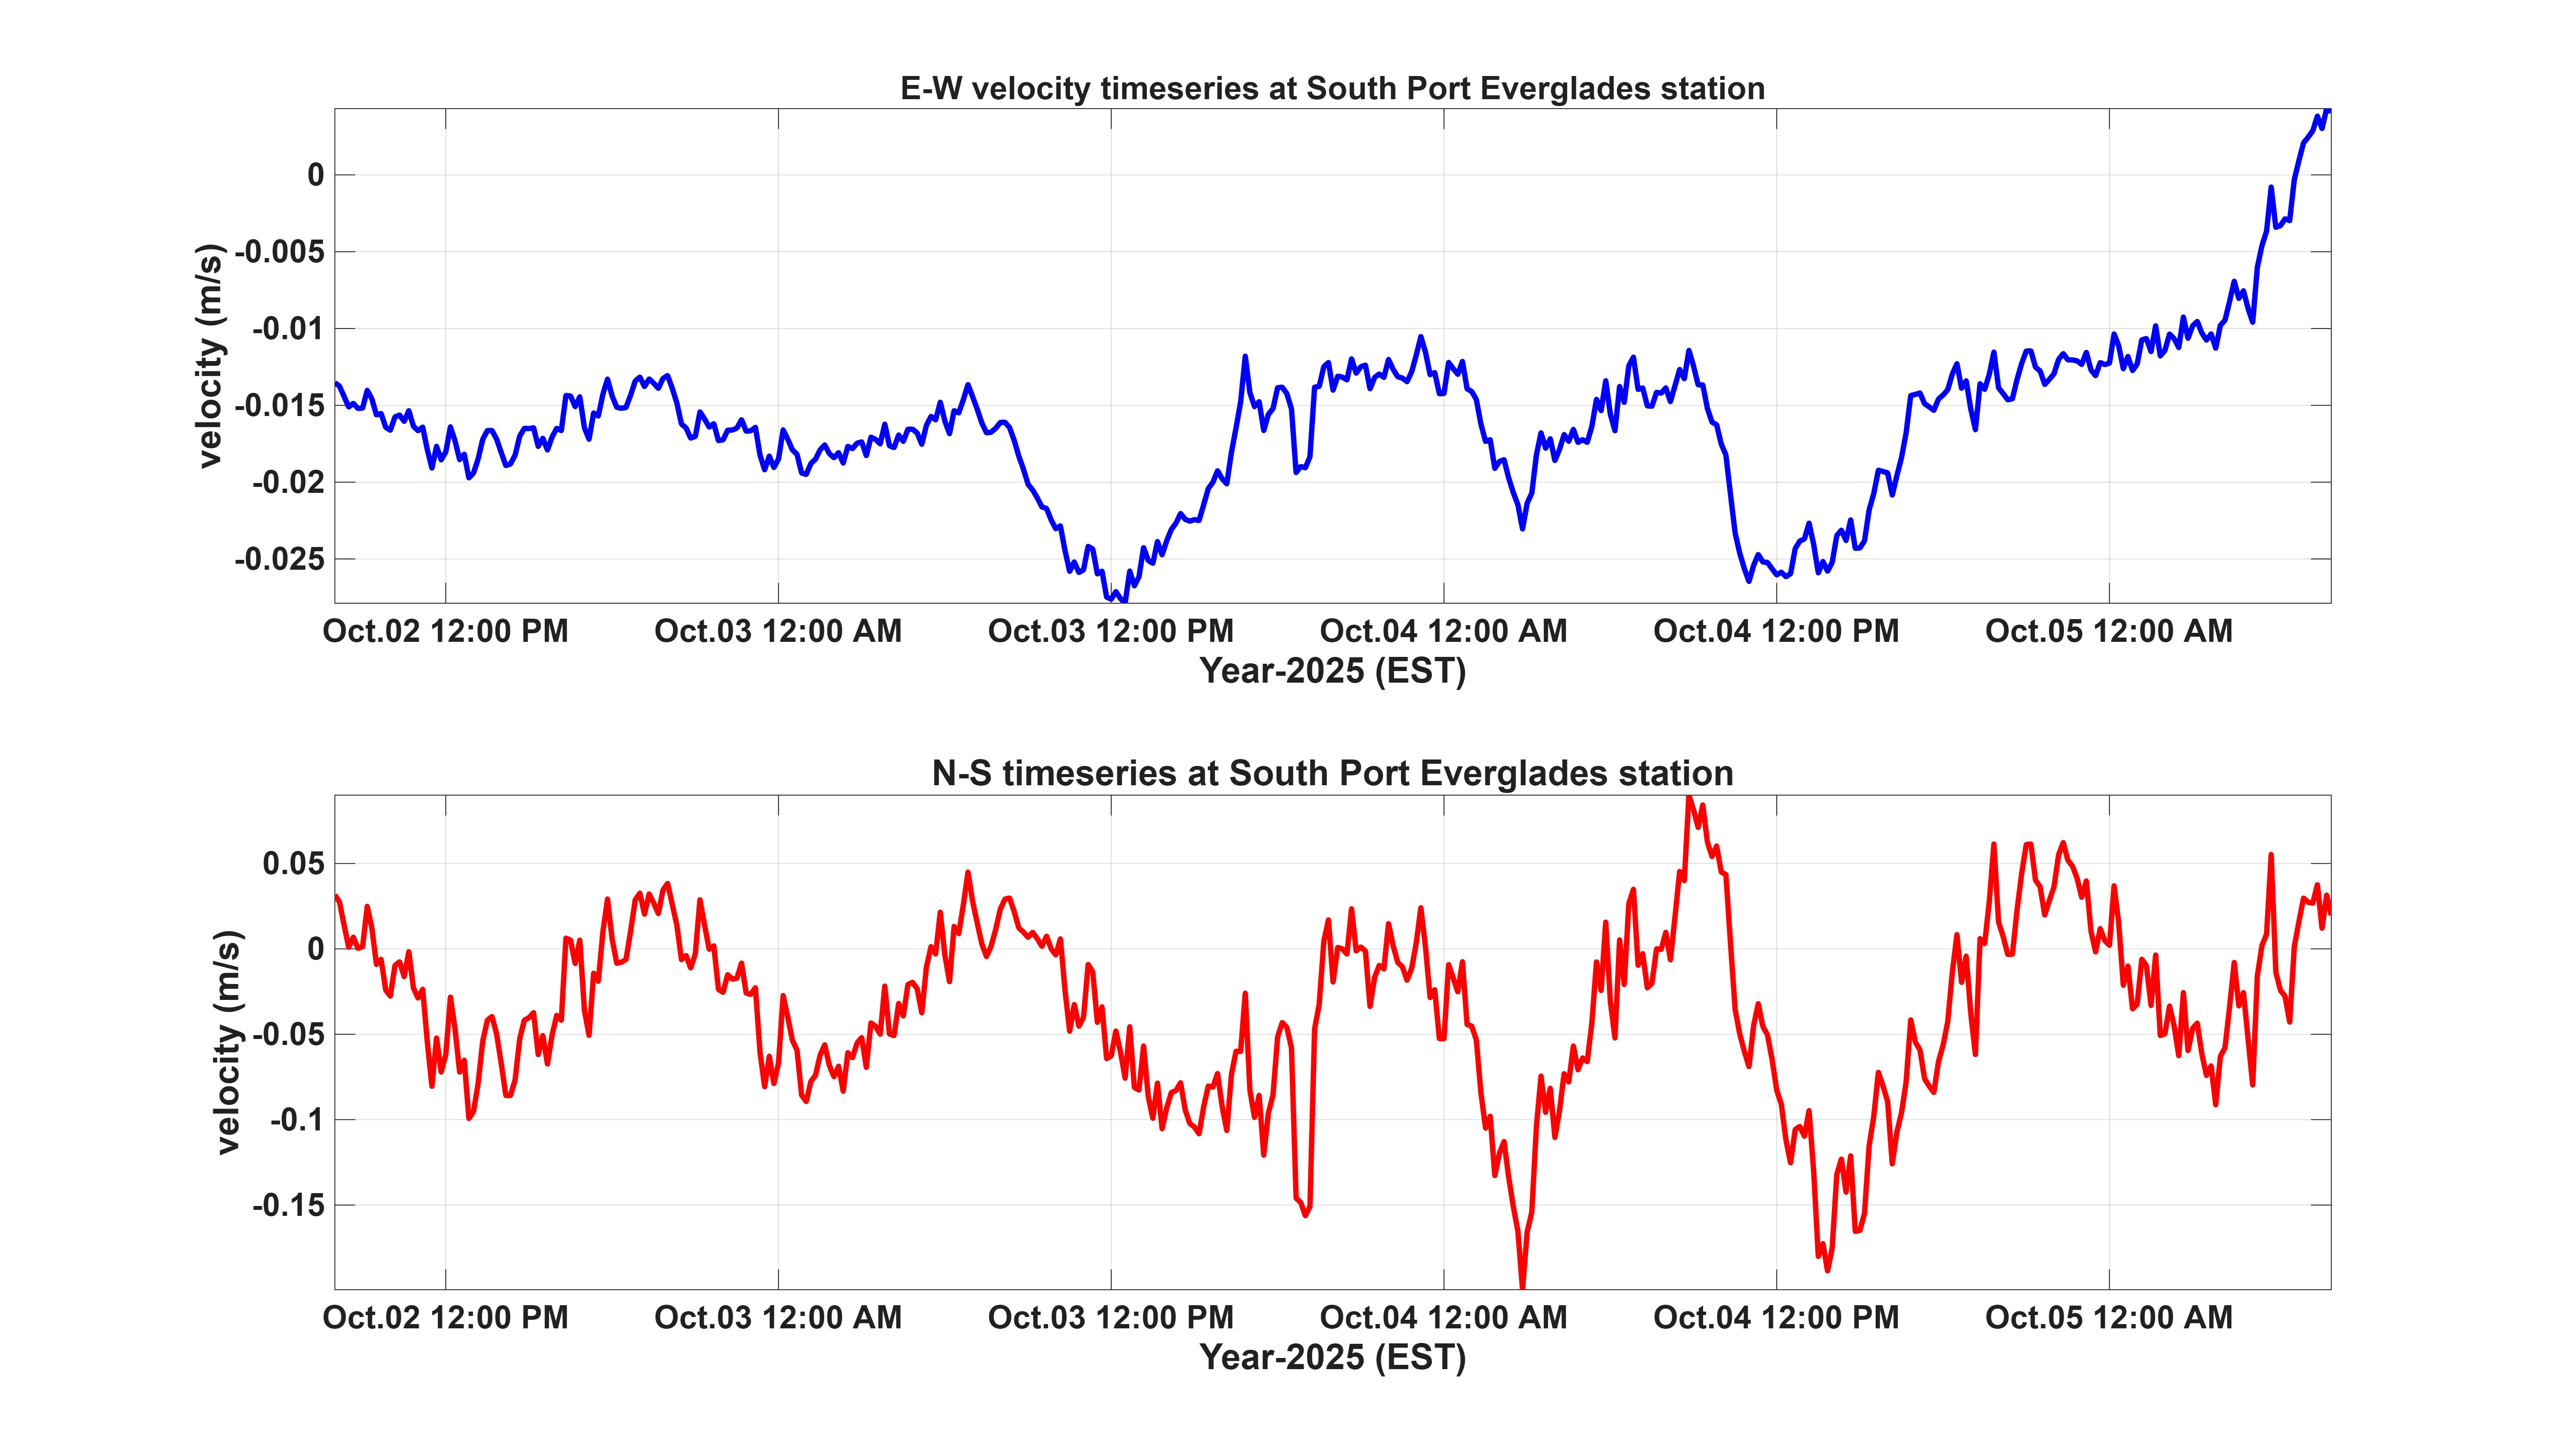 E-W velocity timeseries at South Port Everglades station
velocity (m/s)
0
-0.005
-0.01
-0.015
-0.02
-0.025
Oct.02 12:00 PM Oct.03 12:00 AM Oct.03 12:00 PM Oct.04 12:00 AM Oct.04 12:00 PM Oct.05 12:00 AM
Year-2025 (EST)
N-S timeseries at South Port Everglades station
velocity (m/s)
0.05
0
-0.05
-0.1
-0.15
Oct.02 12:00 PM Oct.03 12:00 AM Oct.03 12:00 PM Oct.04 12:00 AM Oct.04 12:00 PM Oct.05 12:00 AM
Year-2025 (EST)